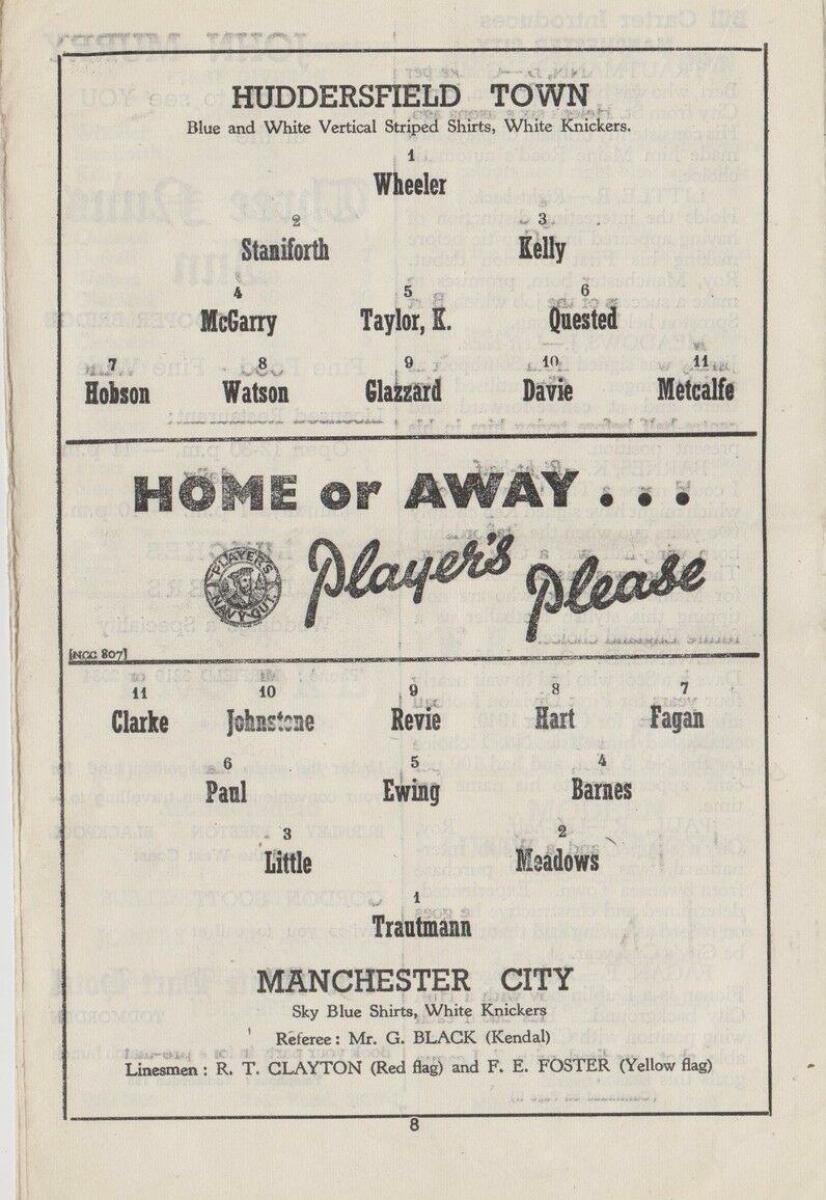 HUDDERSFIELD TOWN
Blue and White Vertical Striped Shirts, White Knickers.
1
Wheeler
2 3
Staniforth Kelly
4 5 6
McGarry Taylor, K. Quested
7 8 9 10 11
Hobson Watson Glazzard Davie Metcalfe
HOME or AWAY . . .
PLAYER'S
NAVY CUT
Player's Please
[NCC 807]
11 10 9 8 7
Clarke Johnstone Revie Hart Fagan
6 5 4
Paul Ewing Barnes
3 2
Little Meadows
1
Trautmann
MANCHESTER CITY
Sky Blue Shirts, White Knickers
Referee : Mr. G. BLACK (Kendal)
Linesmen : R. T. CLAYTON (Red flag) and F. E. FOSTER (Yellow flag)
8